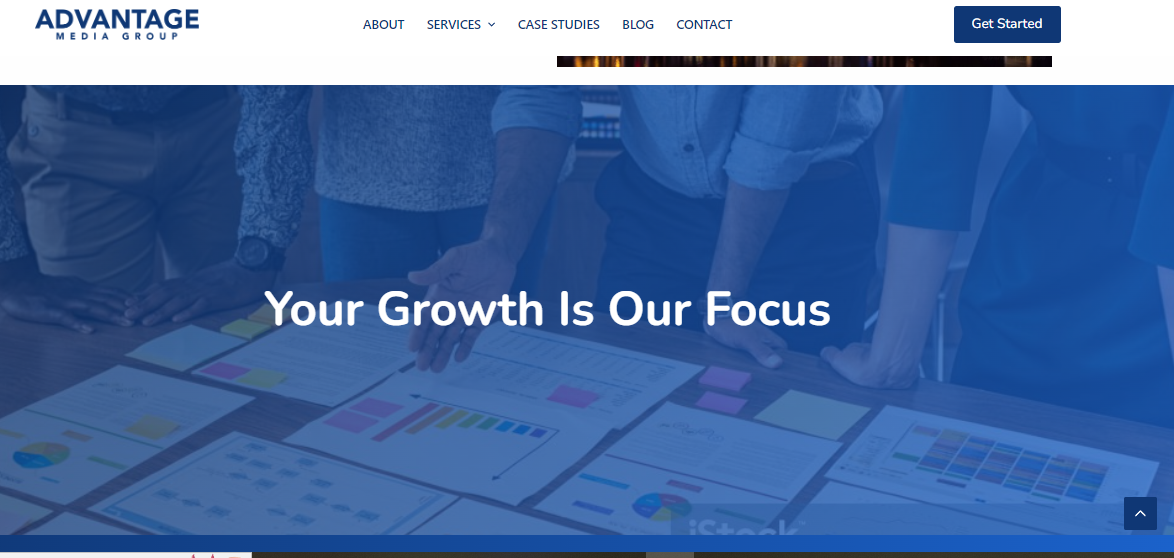 ADVANTAGE
MEDIA GROUP
ABOUT SERVICES CASE STUDIES BLOG CONTACT
Get Started
Your Growth Is Our Focus
iStock